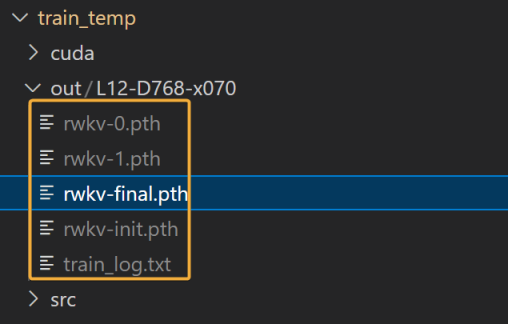 train_temp
cuda
out/L12-D768-x070
rwkv-0.pth
rwkv-1.pth
rwkv-final.pth
rwkv-init.pth
train_log.txt
src